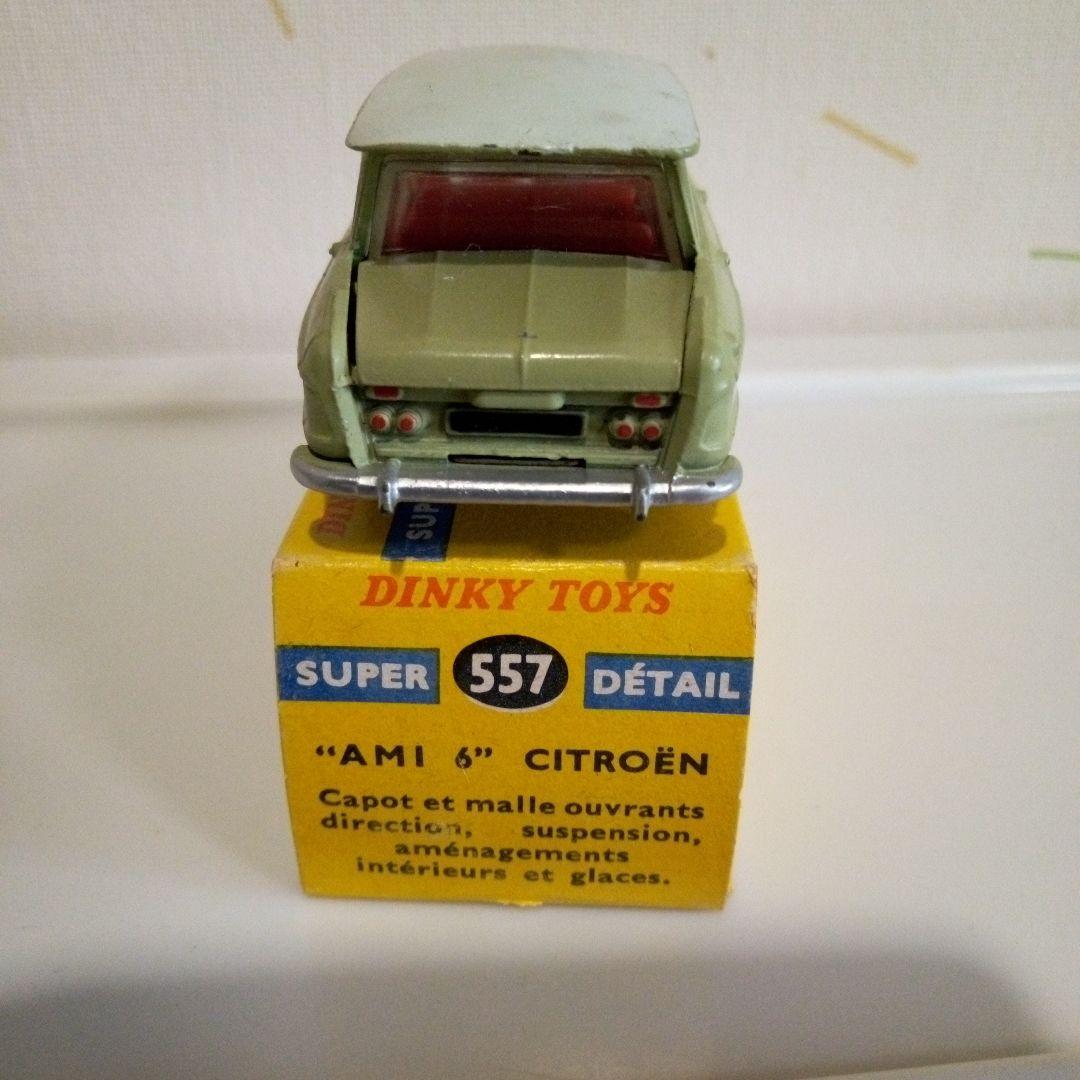 DINKY TOYS
SUPER 557 DÉTAIL
“AMI 6” CITROËN
Capot et malle ouvrants
direction, suspension,
aménagements
intérieurs et glaces.